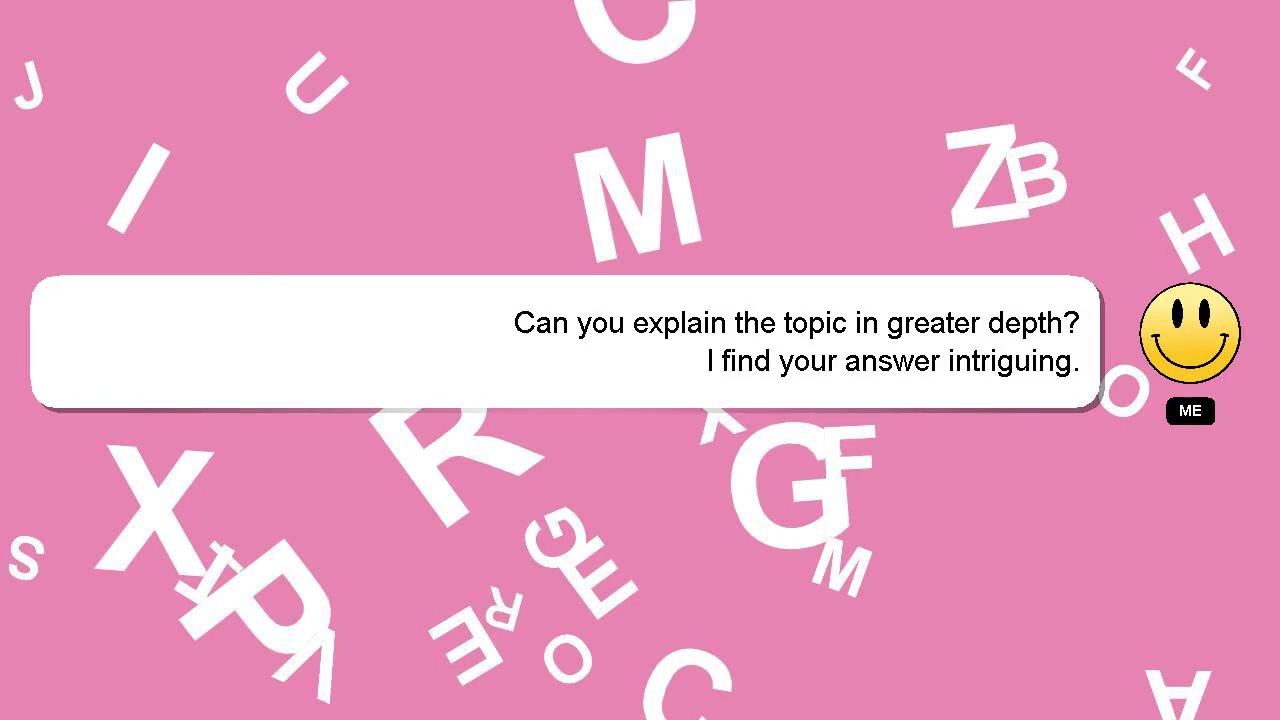 C
J
U
F
I
M
Z
B
H
Can you explain the topic in greater depth?
I find your answer intriguing.
ME
O
R
G
F
X
G
E
M
S
P
V
E
R
O
C
A